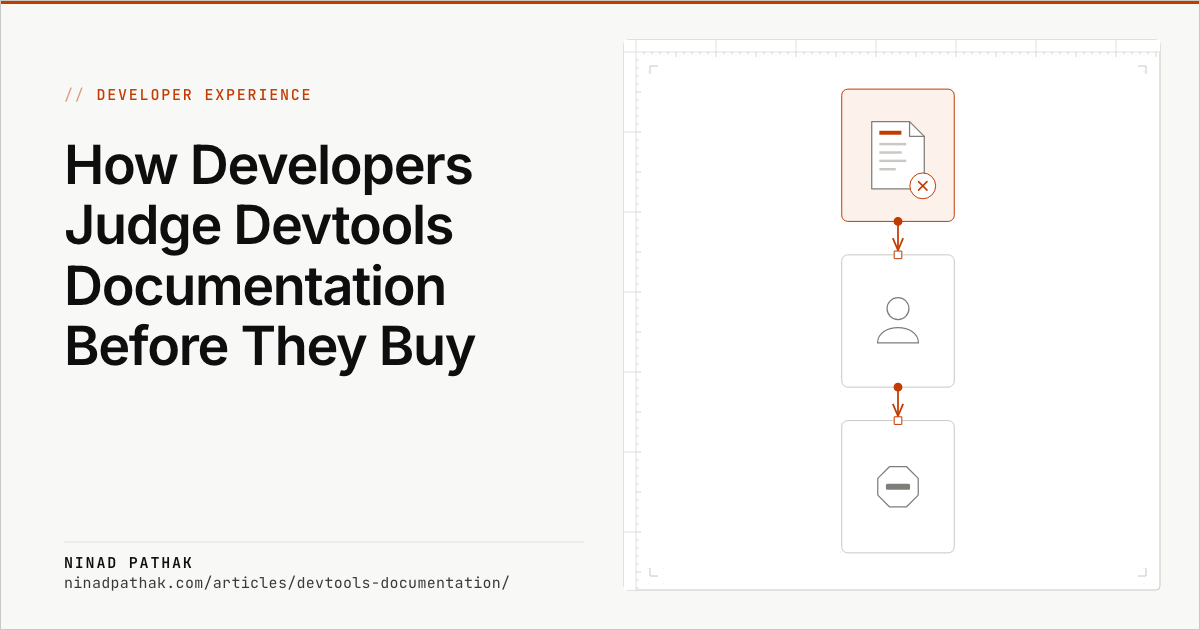 // DEVELOPER EXPERIENCE
How Developers
Judge Devtools
Documentation
Before They Buy
NINAD PATHAK
ninadpathak.com/articles/devtools-documentation/